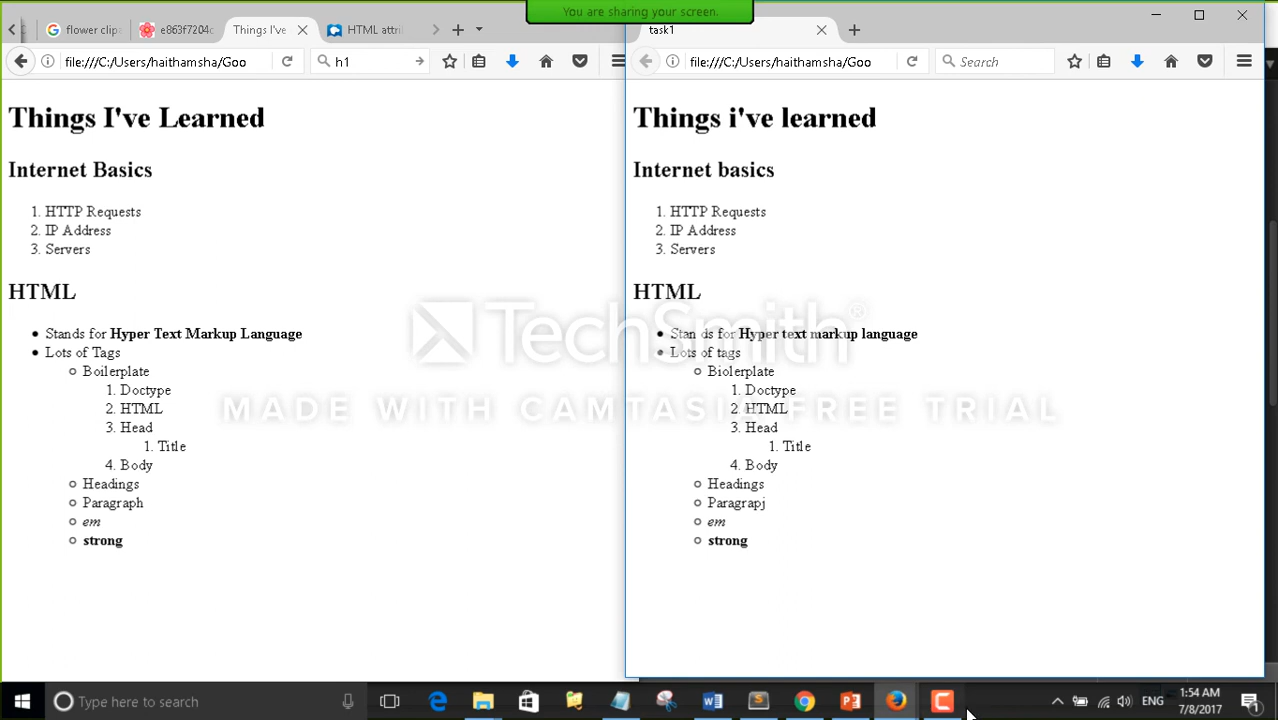 You are sharing your screen.
flower clip
e863f7204c
Things I've
HTML attri
file:///C:/Users/haithamsha/Goo
h1
Things I've Learned
Internet Basics
1. HTTP Requests
2. IP Address
3. Servers
HTML
Stands for Hyper Text Markup Language
Lots of Tags
Boilerplate
1. Doctype
2. HTML
3. Head
1. Title
4. Body
Headings
Paragraph
em
strong
task1
file:///C:/Users/haithamsha/Goo
Search
Things i've learned
Internet basics
1. HTTP Requests
2. IP Address
3. Servers
HTML
Stan ds for Hyper text markup language
Lots of tags
Biolerplate
1. Doctype
2. HTML
3. Head
1. Title
4. Body
Headings
Paragrapj
em
strong
TechSmith®
MADE WITH CAMTASIA FREE TRIAL
Type here to search
ENG
1:54 AM
7/8/2017
1